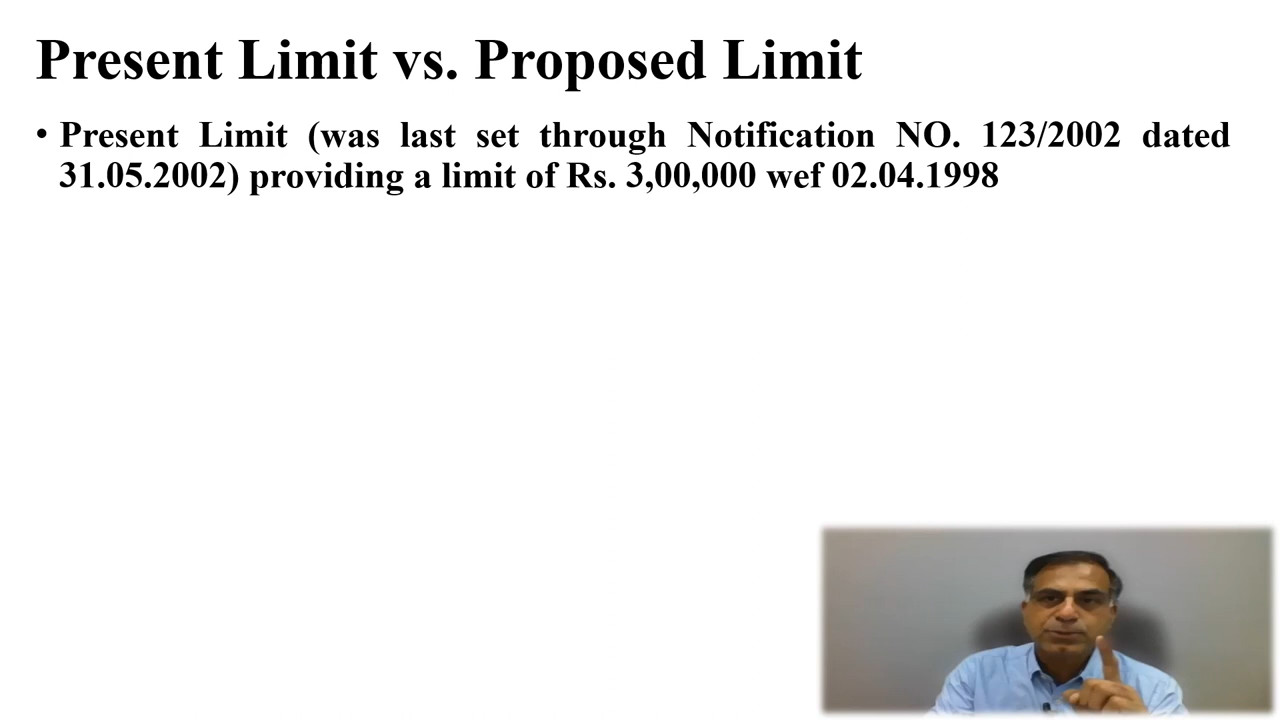 Present Limit vs. Proposed Limit
• Present Limit (was last set through Notification NO. 123/2002 dated
31.05.2002) providing a limit of Rs. 3,00,000 wef 02.04.1998